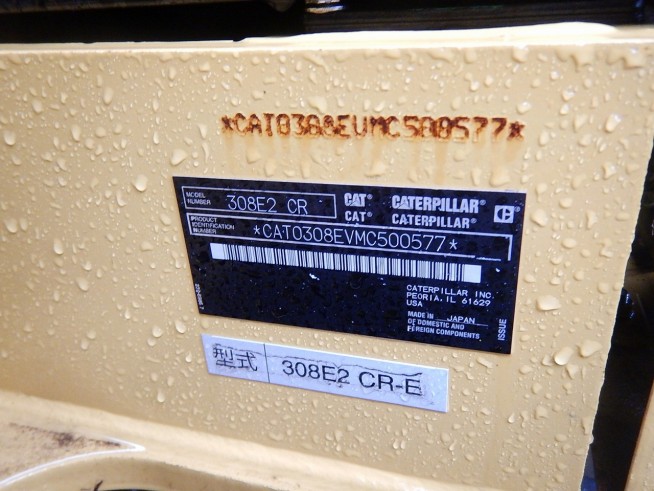 *CAT0308EVMC500577*
MODEL NUMBER 308E2 CR
CAT® CATERPILLAR®
CAT® CATERPILLAR®
PRODUCT IDENTIFICATION NUMBER *CAT0308EVMC500577*
CATERPILLAR INC.
PEORIA, IL 61629
USA
MADE IN JAPAN
OF DOMESTIC AND
FOREIGN COMPONENTS
ISSUE
型式 308E2 CR-E